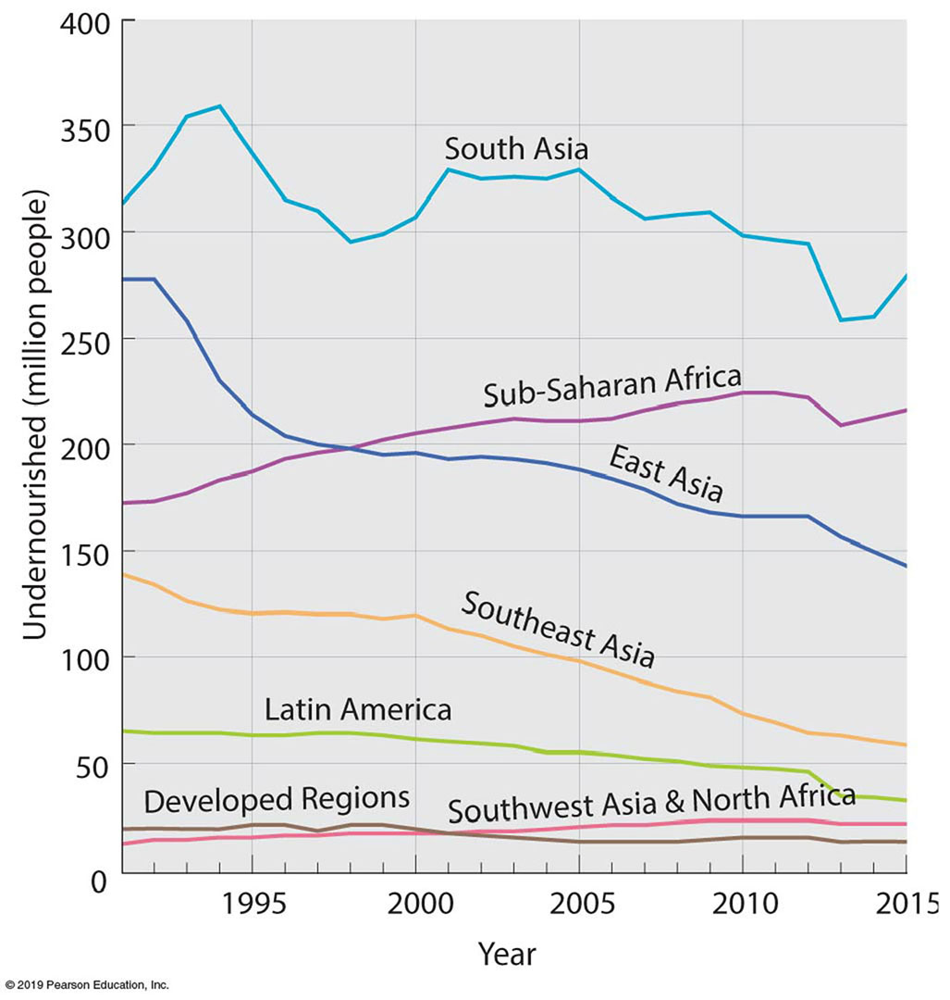 400
350
300
250
200
150
100
50
0
Undernourished (million people)
South Asia
Sub-Saharan Africa
East Asia
Southeast Asia
Latin America
Developed Regions
Southwest Asia & North Africa
1995
2000
2005
2010
2015
Year
© 2019 Pearson Education, Inc.